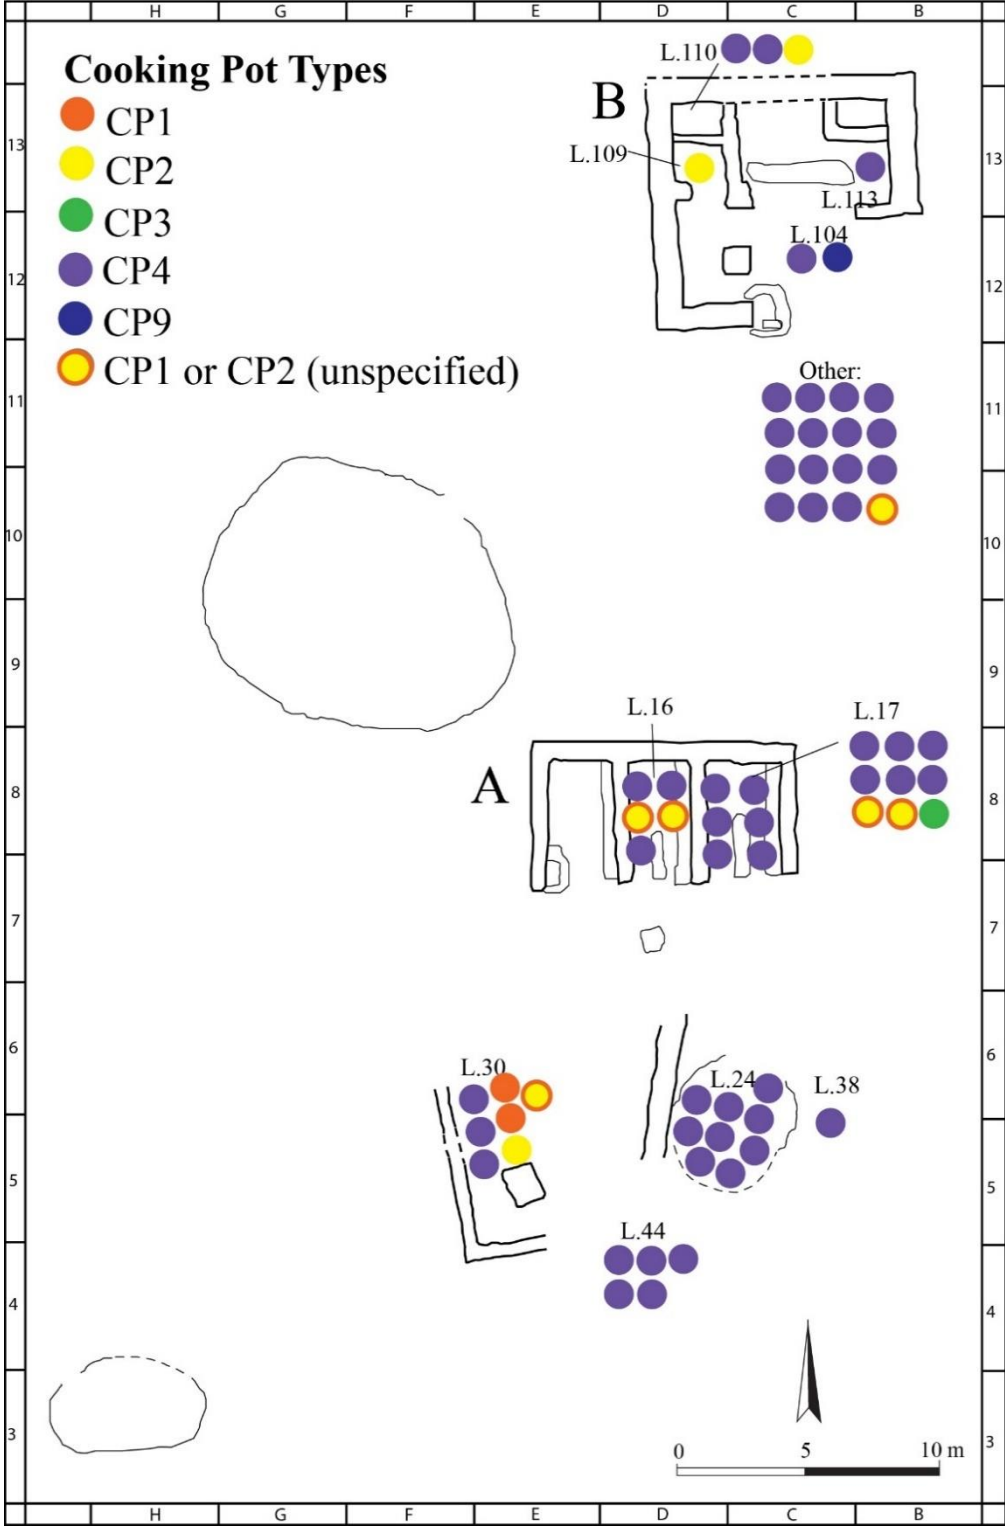 H G F E D C B
Cooking Pot Types
CP1
CP2
CP3
CP4
CP9
CP1 or CP2 (unspecified)
L.110
B
L.109
L.113
L.104
Other:
L.16
L.17
A
L.30
L.24
L.38
L.44
0 5 10 m
13
12
11
10
9
8
7
6
5
4
3
13
12
11
10
9
8
7
6
5
4
3
H G F E D C B